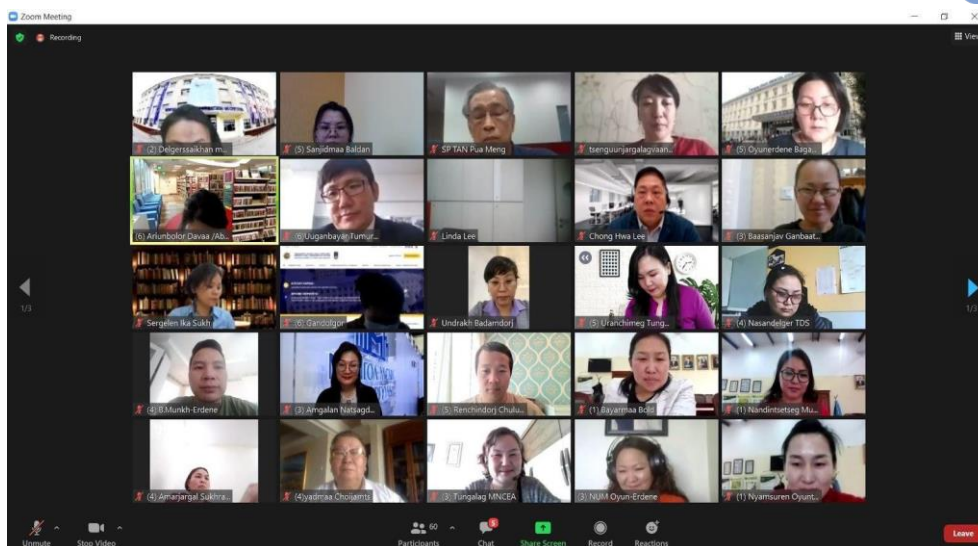 Zoom Meeting
Recording
View
(2) Delgerssaikhan m...
(5) Sanjidmaa Baldan
SP TAN Pua Meng
tsenguunjargalagvaan...
(5) Oyunerdene Baga...
(6) Ariunbolor Davaa /Ab...
(6) Uuganbayar Tumur...
Linda Lee
Chong Hwa Lee
(3) Baasanjav Ganbaat...
Sergelen Ika Sukh
(6) Gandolgor
Undrakh Badamdorj
(5) Uranchimeg Tung...
(4) Nasandelger TDS
1/3
1/3
(4) B.Munkh-Erdene
(3) Amgalan Natsagd...
(5) Renchindorj Chulu...
(1) Bayarmaa Bold
(1) Nandintsetseg Mu...
(4) Amarjargal Sukhra...
(4)yadmaa Choijamts
(3) Tungalag MNCEA
(3) NUM Oyun-Erdene
(1) Nyamsuren Oyunt...
60
5
Unmute
Stop Video
Participants
Chat
Share Screen
Record
Reactions
Leave